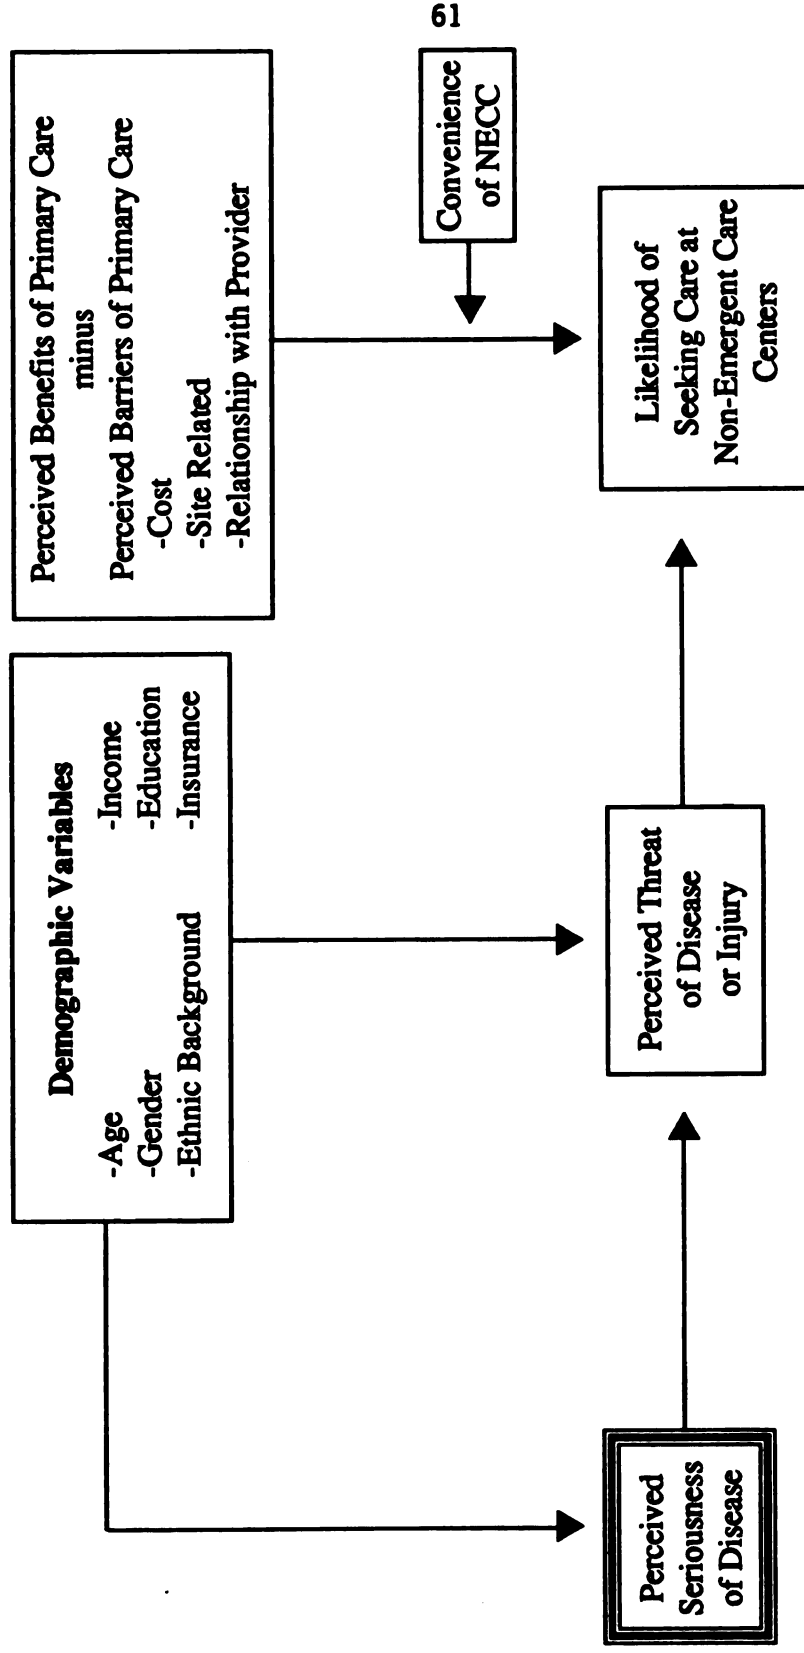 61
Demographic Variables
-Age
-Income
-Gender
-Education
-Ethnic Background
-Insurance
Perceived Benefits of Primary Care
minus
Perceived Barriers of Primary Care
-Cost
-Site Related
-Relationship with Provider
Convenience
of NECC
Perceived
Seriousness
of Disease
Perceived Threat
of Disease
or Injury
Likelihood of
Seeking Care at
Non-Emergent Care
Centers